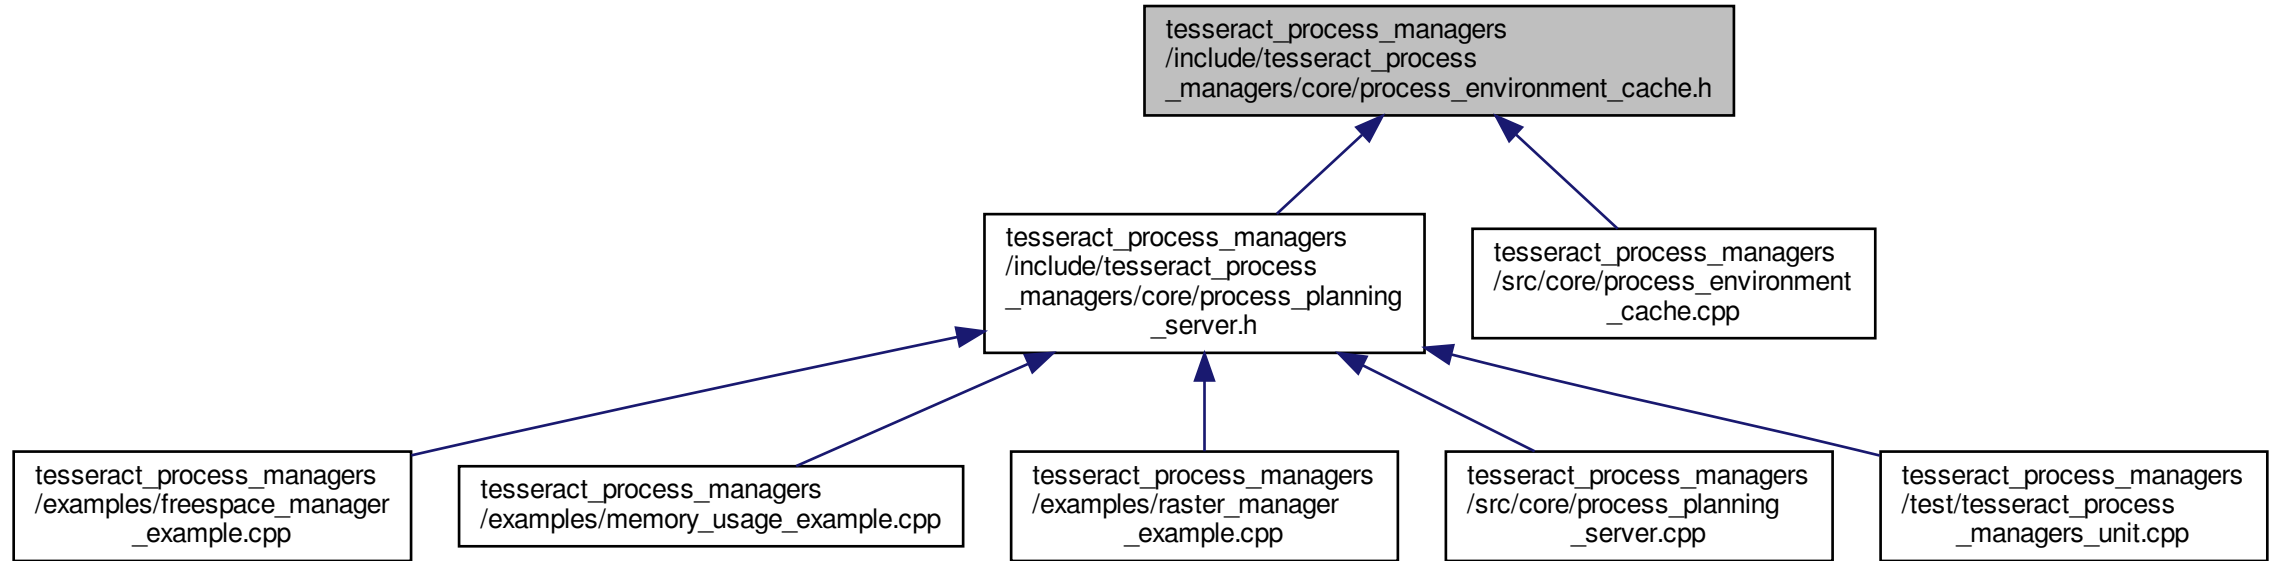 tesseract_process_managers
/include/tesseract_process
_managers/core/process_environment_cache.h
tesseract_process_managers
/include/tesseract_process
_managers/core/process_planning
_server.h
tesseract_process_managers
/src/core/process_environment
_cache.cpp
tesseract_process_managers
/examples/freespace_manager
_example.cpp
tesseract_process_managers
/examples/memory_usage_example.cpp
tesseract_process_managers
/examples/raster_manager
_example.cpp
tesseract_process_managers
/src/core/process_planning
_server.cpp
tesseract_process_managers
/test/tesseract_process
_managers_unit.cpp